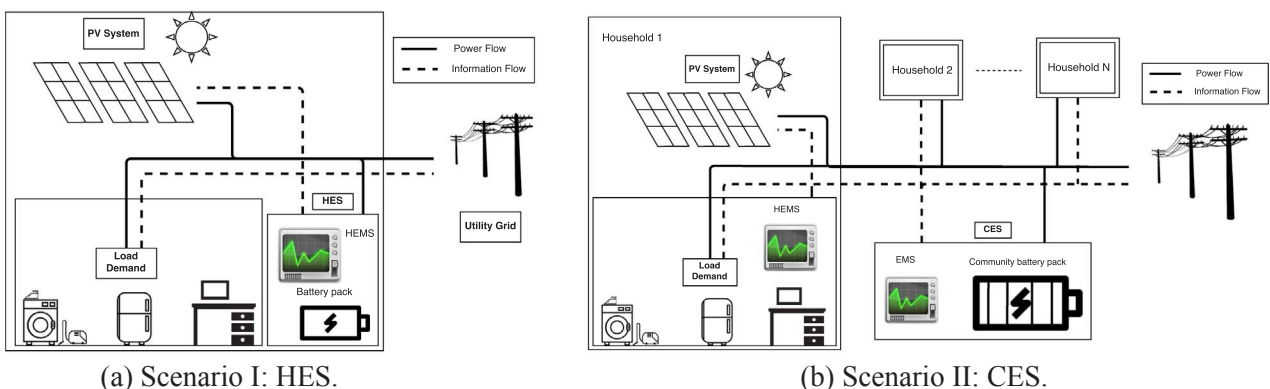 PV System
Power Flow
Information Flow
HES
HEMS
Utility Grid
Load
Demand
Battery pack
(a) Scenario I: HES.
Household 1
PV System
Household 2
Household N
Power Flow
Information Flow
HEMS
CES
Load
Demand
EMS
Community battery pack
(b) Scenario II: CES.